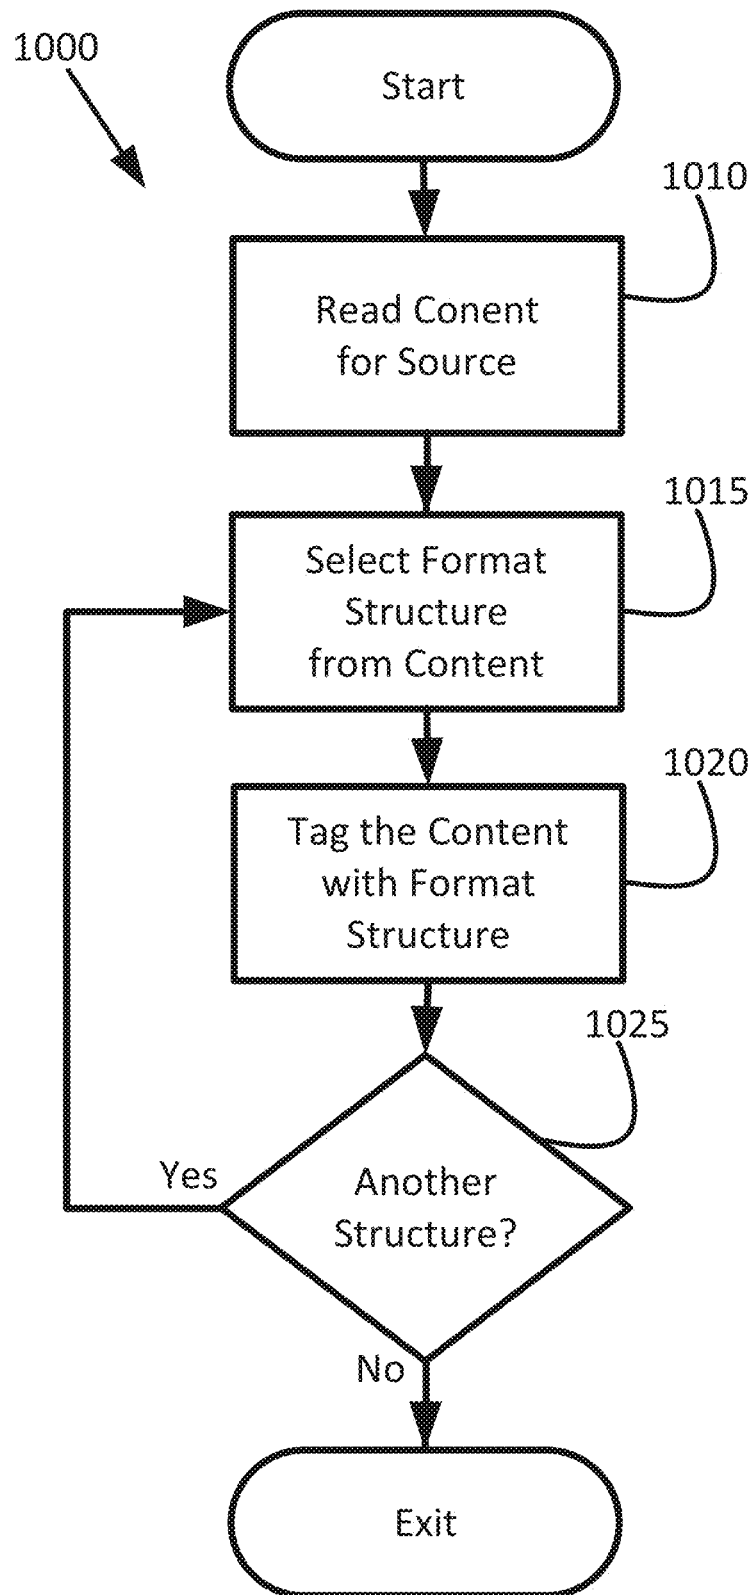 1000
Start
1010
Read Conent
for Source
1015
Select Format
Structure
from Content
1020
Tag the Content
with Format
Structure
1025
Yes
Another
Structure?
No
Exit